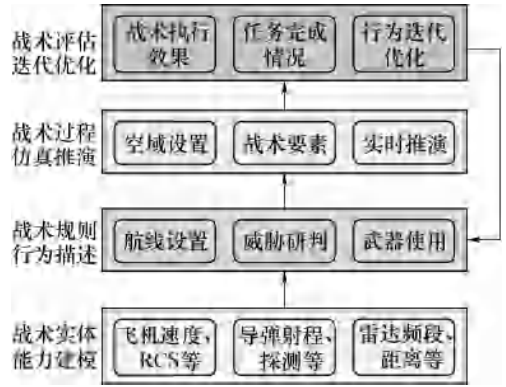 战术评估
迭代优化
战术执行
效果
任务完成
情况
行为迭代
优化
战术过程
仿真推演
空域设置
战术要素
实时推演
战术规则
行为描述
航线设置
威胁研判
武器使用
战术实体
能力建模
飞机速度、
RCS等
导弹射程、
探测等
雷达频段、
距离等